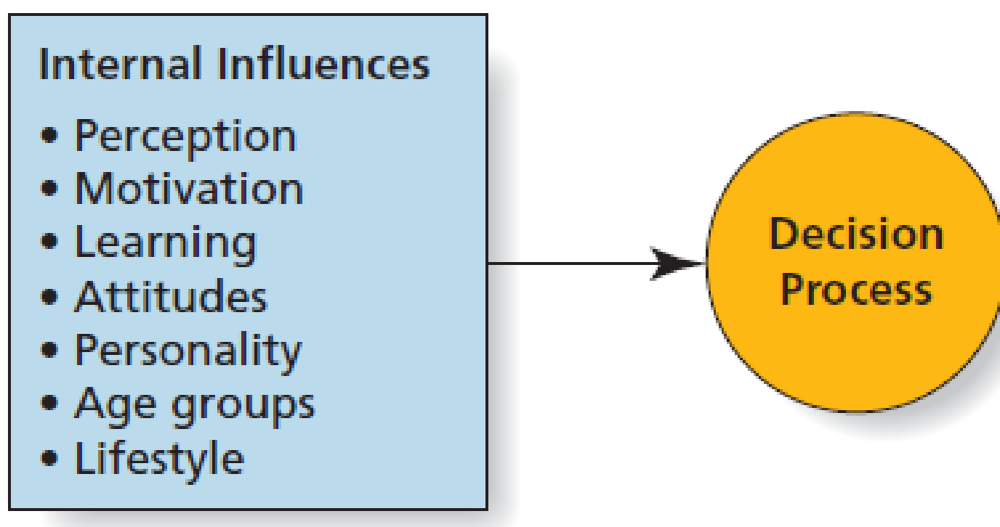 Internal Influences
• Perception
• Motivation
• Learning
• Attitudes
• Personality
• Age groups
• Lifestyle
Decision
Process